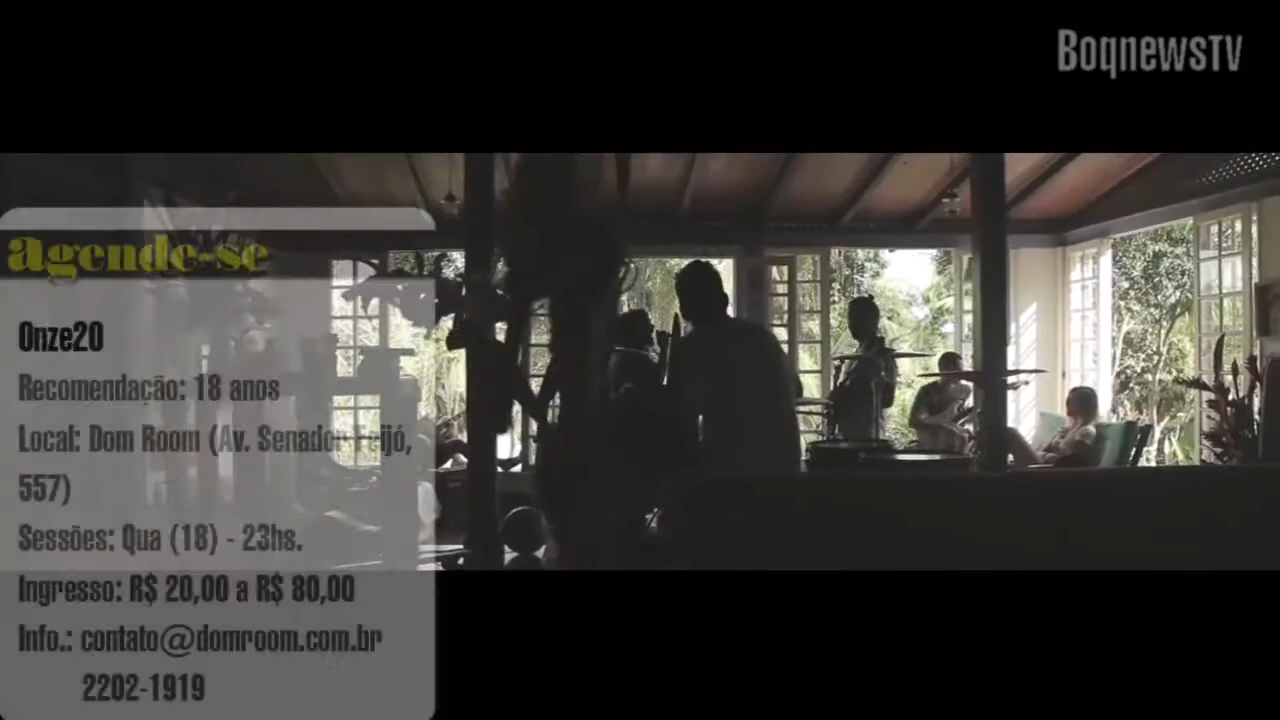 BoqnewsTV
agende-se
Onze20
Recomendação: 18 anos
Local: Dom Room (Av. Senador Feijó,
557)
Sessões: Qua (18) - 23hs.
Ingresso: R$ 20,00 a R$ 80,00
Info.: contato@domroom.com.br
2202-1919